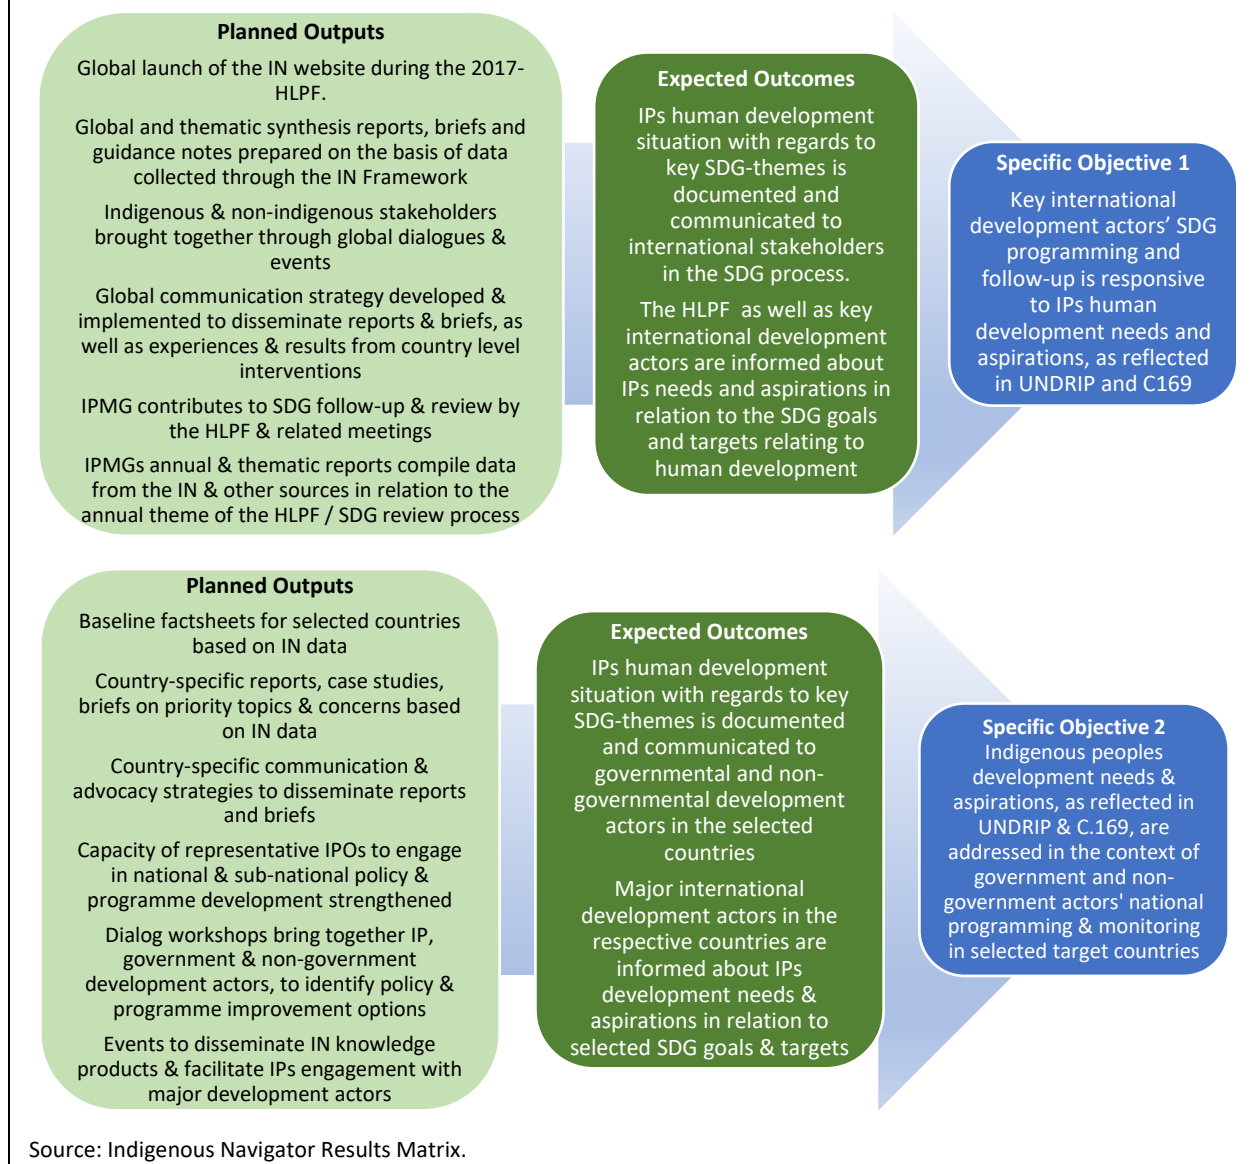 Planned Outputs
Global launch of the IN website during the 2017-
HLPF.
Global and thematic synthesis reports, briefs and
guidance notes prepared on the basis of data
collected through the IN Framework
Indigenous & non-indigenous stakeholders
brought together through global dialogues &
events
Global communication strategy developed &
implemented to disseminate reports & briefs, as
well as experiences & results from country level
interventions
IPMG contributes to SDG follow-up & review by
the HLPF & related meetings
IPMGs annual & thematic reports compile data
from the IN & other sources in relation to the
annual theme of the HLPF / SDG review process
Expected Outcomes
IPs human development
situation with regards to
key SDG-themes is
documented and
communicated to
international stakeholders
in the SDG process.
The HLPF as well as key
international development
actors are informed about
IPs needs and aspirations in
relation to the SDG goals
and targets relating to
human development
Specific Objective 1
Key international
development actors’ SDG
programming and
follow-up is responsive
to IPs human
development needs and
aspirations, as reflected
in UNDRIP and C169
Planned Outputs
Baseline factsheets for selected countries
based on IN data
Country-specific reports, case studies,
briefs on priority topics & concerns based
on IN data
Country-specific communication &
advocacy strategies to disseminate reports
and briefs
Capacity of representative IPOs to engage
in national & sub-national policy &
programme development strengthened
Dialog workshops bring together IP,
government & non-government
development actors, to identify policy &
programme improvement options
Events to disseminate IN knowledge
products & facilitate IPs engagement with
major development actors
Expected Outcomes
IPs human development
situation with regards to key
SDG-themes is documented
and communicated to
governmental and non-
governmental development
actors in the selected
countries
Major international
development actors in the
respective countries are
informed about IPs
development needs &
aspirations in relation to
selected SDG goals & targets
Specific Objective 2
Indigenous peoples
development needs &
aspirations, as reflected in
UNDRIP & C.169, are
addressed in the context of
government and non-
government actors' national
programming & monitoring
in selected target countries
Source: Indigenous Navigator Results Matrix.